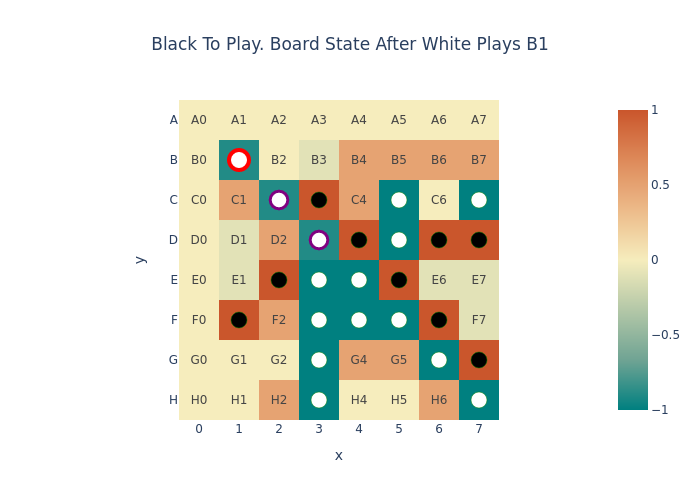 Black To Play. Board State After White Plays B1
A A0 A1 A2 A3 A4 A5 A6 A7
B B0 B2 B3 B4 B5 B6 B7
C C0 C1 C4 C6
D D0 D1 D2
E E0 E1 E6 E7
F F0 F2 F7
G G0 G1 G2 G4 G5
H H0 H1 H2 H4 H5 H6
0 1 2 3 4 5 6 7
x
y
1
0.5
0
−0.5
−1